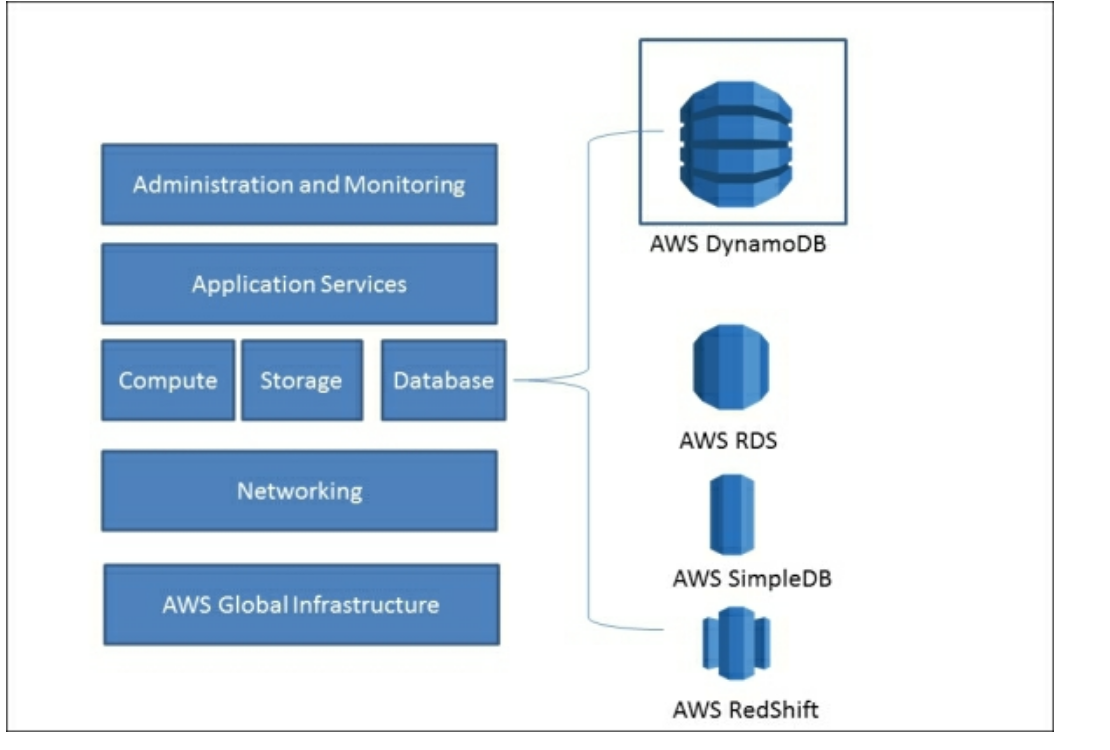 Administration and Monitoring
Application Services
Compute
Storage
Database
Networking
AWS Global Infrastructure
AWS DynamoDB
AWS RDS
AWS SimpleDB
AWS RedShift